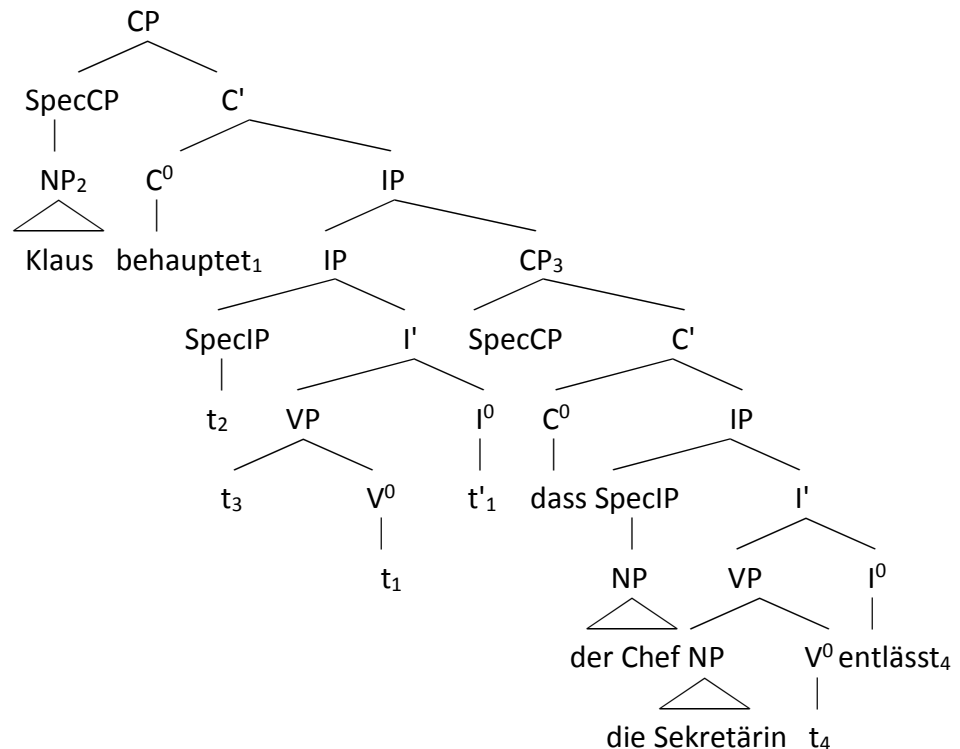 CP
SpecCP C'
NP₂ C⁰ IP
Klaus behauptet₁ IP CP₃
SpecIP I' SpecCP C'
t₂ VP I⁰ C⁰ IP
t₃ V⁰ t'₁ dass SpecIP I'
t₁ NP VP I⁰
der Chef NP V⁰ entlässt₄
die Sekretärin t₄